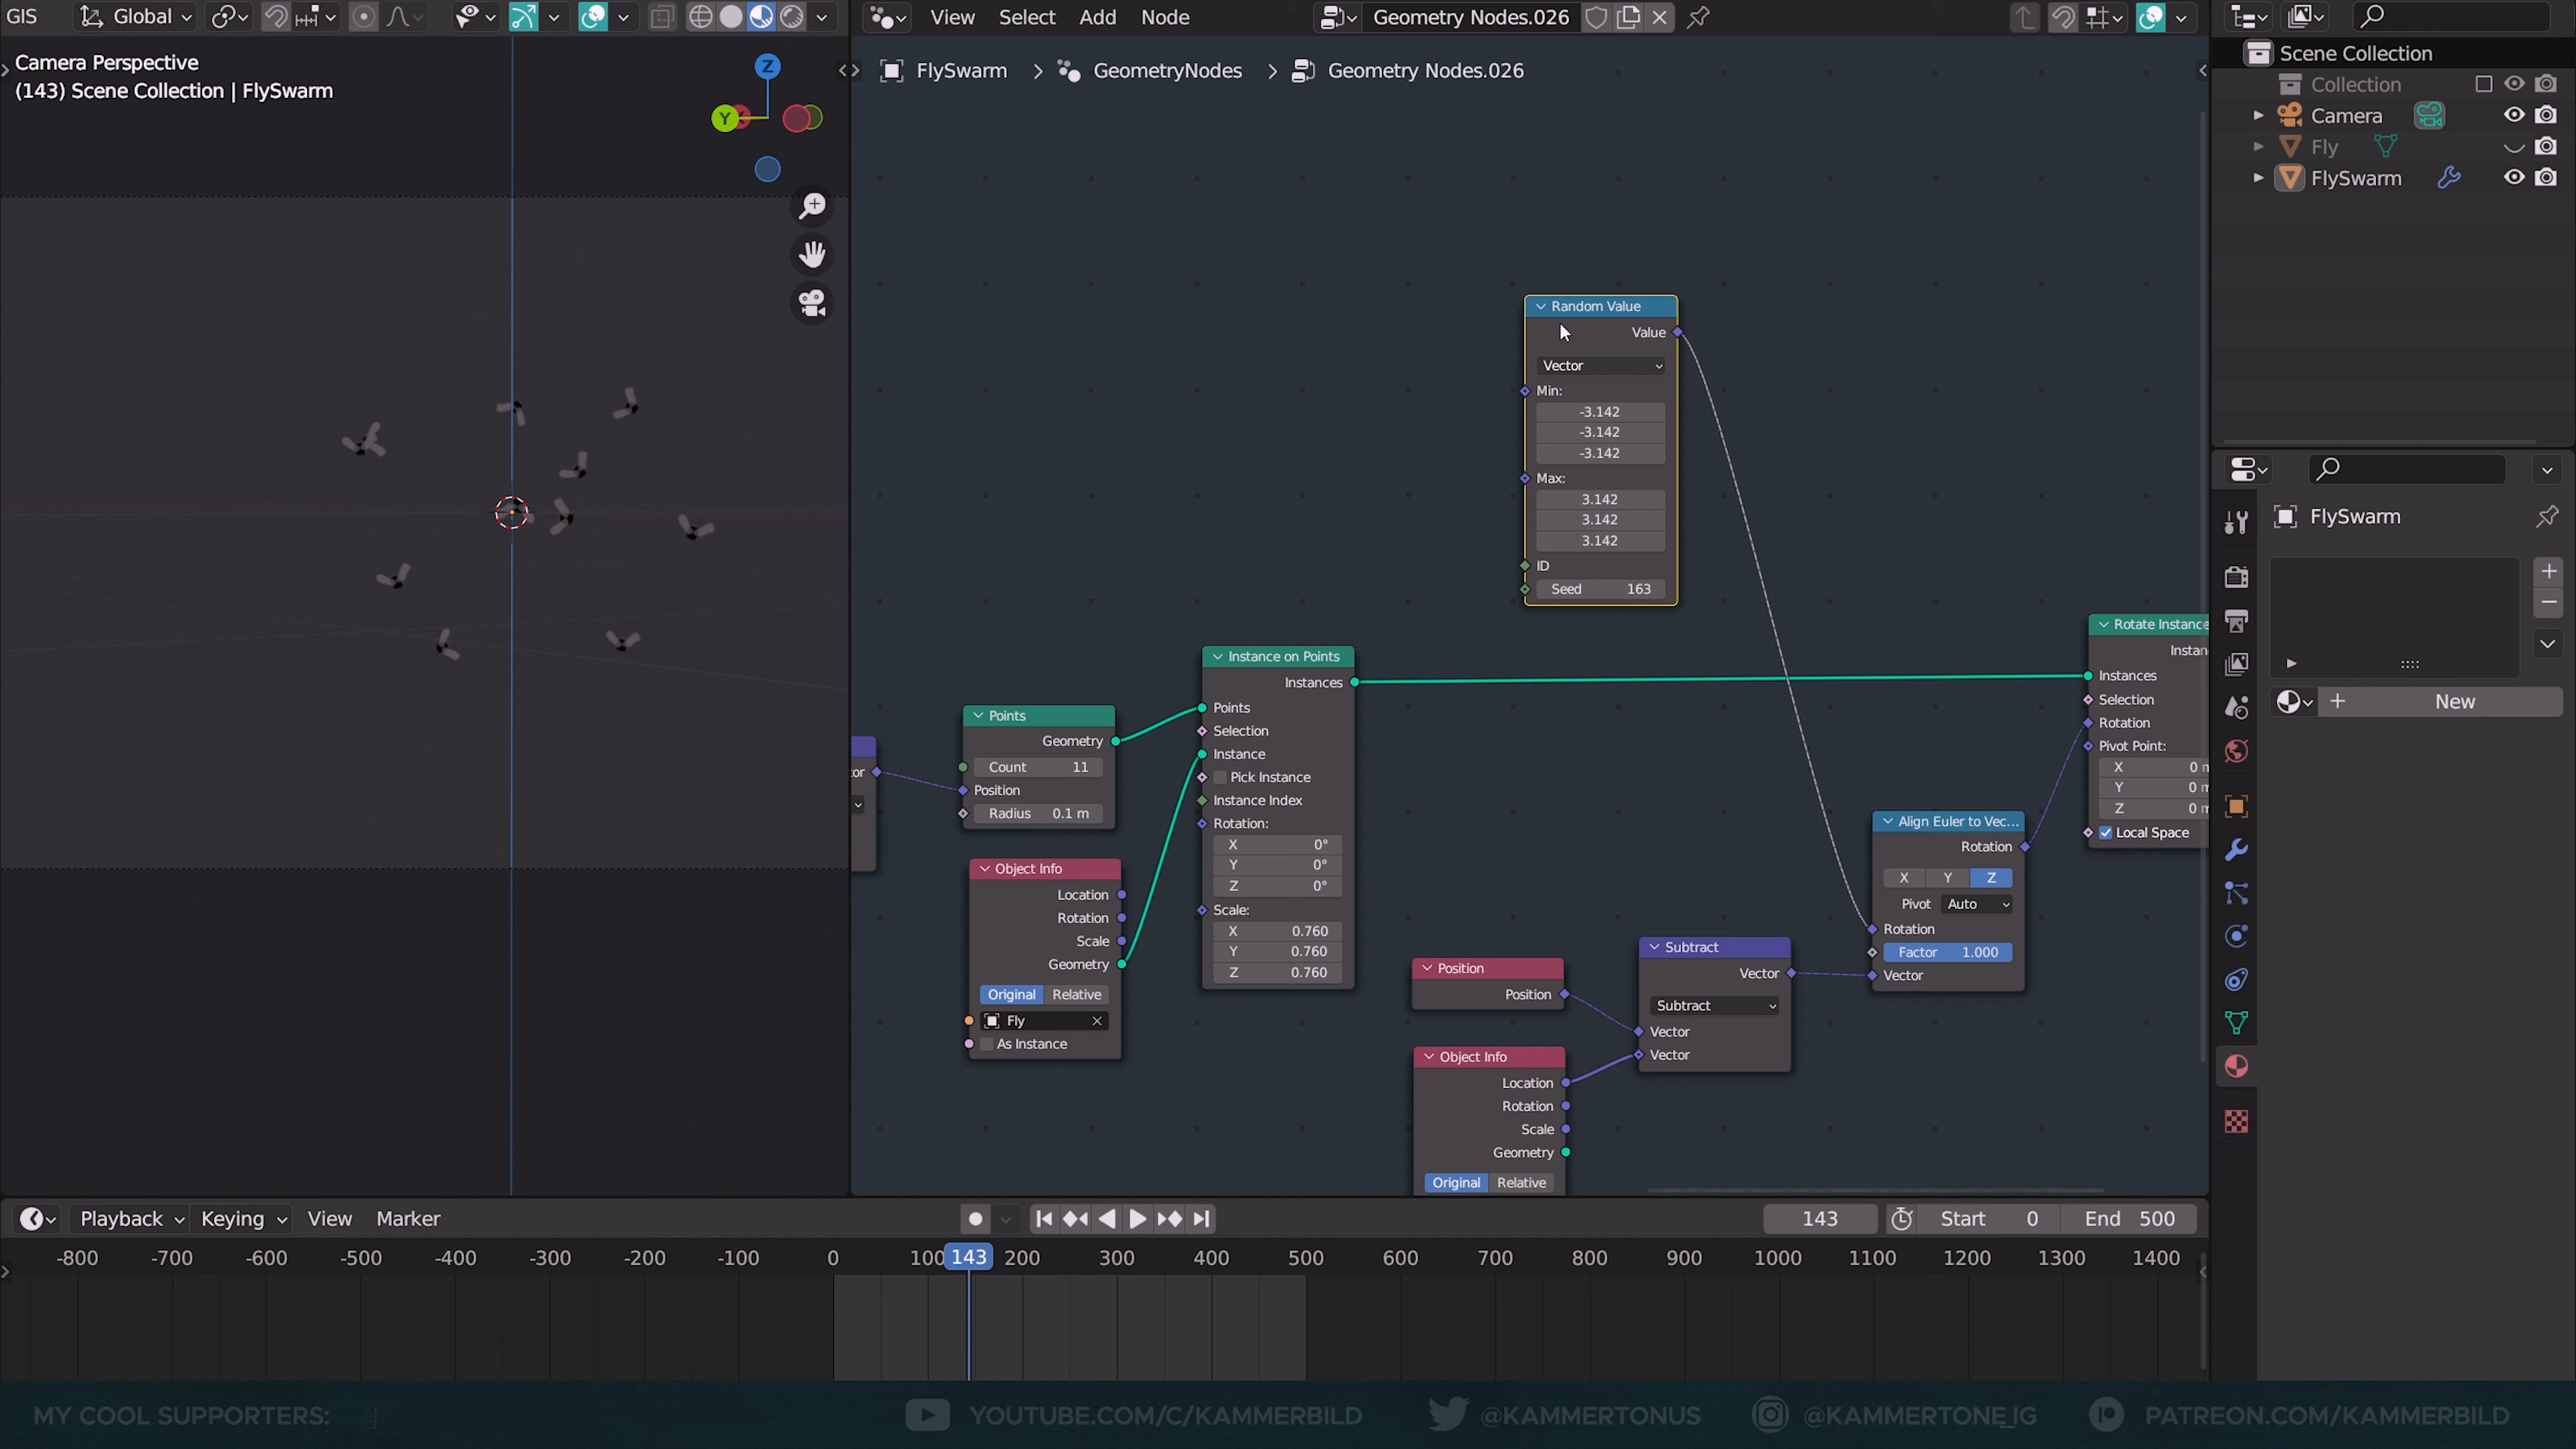 GIS Global View Select Add Node Geometry Nodes.026
Camera Perspective
(143) Scene Collection | FlySwarm
Z
Y
FlySwarm > GeometryNodes > Geometry Nodes.026
Scene Collection
Collection
Camera
Fly
FlySwarm
Random Value
Value
Vector
Min:
-3.142
-3.142
-3.142
Max:
3.142
3.142
3.142
ID
Seed 163
Points
Geometry
Count 11
Position
Radius 0.1 m
Object Info
Location
Rotation
Scale
Geometry
Original Relative
Fly
As Instance
Instance on Points
Instances
Points
Selection
Instance
Pick Instance
Instance Index
Rotation:
X 0°
Y 0°
Z 0°
Scale:
X 0.760
Y 0.760
Z 0.760
Position
Position
Object Info
Location
Rotation
Scale
Geometry
Original Relative
Subtract
Vector
Subtract
Vector
Vector
Align Euler to Vec...
Rotation
X Y Z
Pivot Auto
Rotation
Factor 1.000
Vector
Rotate Instance
Instan
Instances
Selection
Rotation
Pivot Point:
X 0 m
Y 0 m
Z 0 m
Local Space
FlySwarm
New
Playback Keying View Marker 143 Start 0 End 500
-800 -700 -600 -500 -400 -300 -200 -100 0 100 143 200 300 400 500 600 700 800 900 1000 1100 1200 1300 1400
MY COOL SUPPORTERS: YOUTUBE.COM/C/KAMMERBILD @KAMMERTONUS @KAMMERTONE_IG PATREON.COM/KAMMERBILD